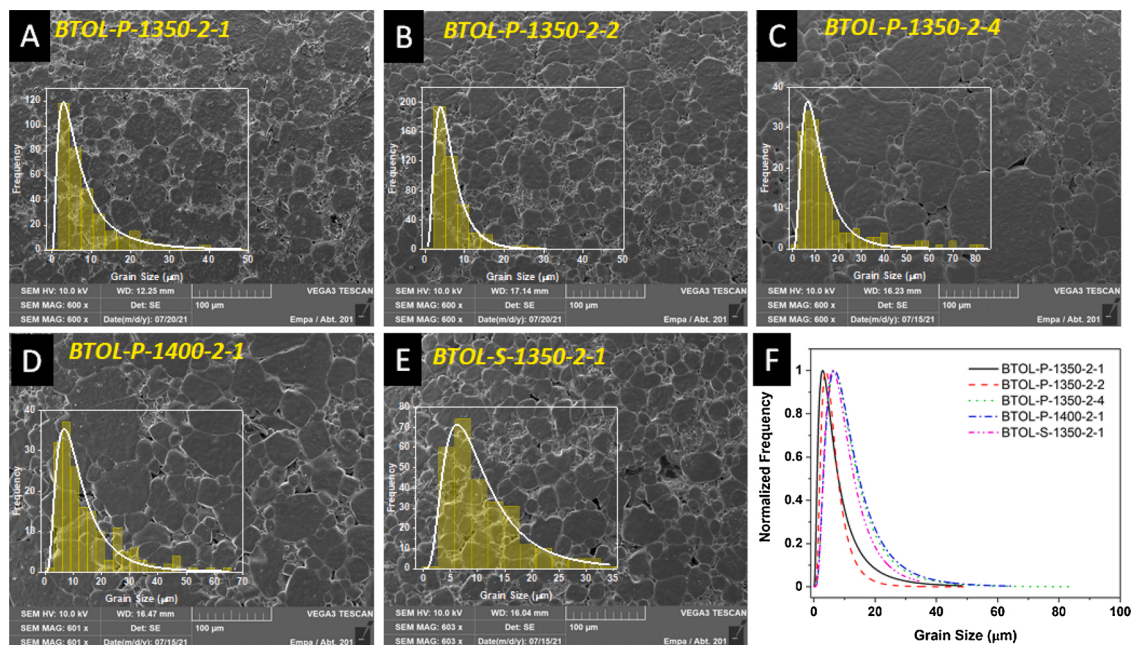 A
BTOL-P-1350-2-1
120
100
80
60
40
20
0
Frequency
0 10 20 30 40 50
Grain Size (μm)
SEM HV: 10.0 kV WD: 12.25 mm VEGA3 TESCAN
SEM MAG: 600 x Det: SE 100 μm
SEM MAG: 600 x Date(m/d/y): 07/20/21 Empa / Abt. 201
B
BTOL-P-1350-2-2
200
160
120
80
40
0
Frequency
0 10 20 30 40 50
Grain Size (μm)
SEM HV: 10.0 kV WD: 17.14 mm VEGA3 TESCAN
SEM MAG: 600 x Det: SE 100 μm
SEM MAG: 600 x Date(m/d/y): 07/20/21 Empa / Abt. 201
C
BTOL-P-1350-2-4
40
30
20
10
0
Frequency
0 10 20 30 40 50 60 70 80
Grain Size (μm)
SEM HV: 10.0 kV WD: 16.23 mm VEGA3 TESCAN
SEM MAG: 600 x Det: SE 100 μm
SEM MAG: 600 x Date(m/d/y): 07/15/21 Empa / Abt. 201
D
BTOL-P-1400-2-1
40
30
20
10
0
Frequency
0 10 20 30 40 50 60 70
Grain Size (μm)
SEM HV: 10.0 kV WD: 16.47 mm VEGA3 TESCAN
SEM MAG: 601 x Det: SE 100 μm
SEM MAG: 601 x Date(m/d/y): 07/15/21 Empa / Abt. 201
E
BTOL-S-1350-2-1
80
70
60
50
40
30
20
10
0
Frequency
0 5 10 15 20 25 30 35
Grain Size (μm)
SEM HV: 10.0 kV WD: 16.04 mm VEGA3 TESCAN
SEM MAG: 603 x Det: SE 100 μm
SEM MAG: 603 x Date(m/d/y): 07/15/21 Empa / Abt. 201
F
BTOL-P-1350-2-1
BTOL-P-1350-2-2
BTOL-P-1350-2-4
BTOL-P-1400-2-1
BTOL-S-1350-2-1
1
0.8
0.6
0.4
0.2
0
Normalized Frequency
0 20 40 60 80 100
Grain Size (μm)